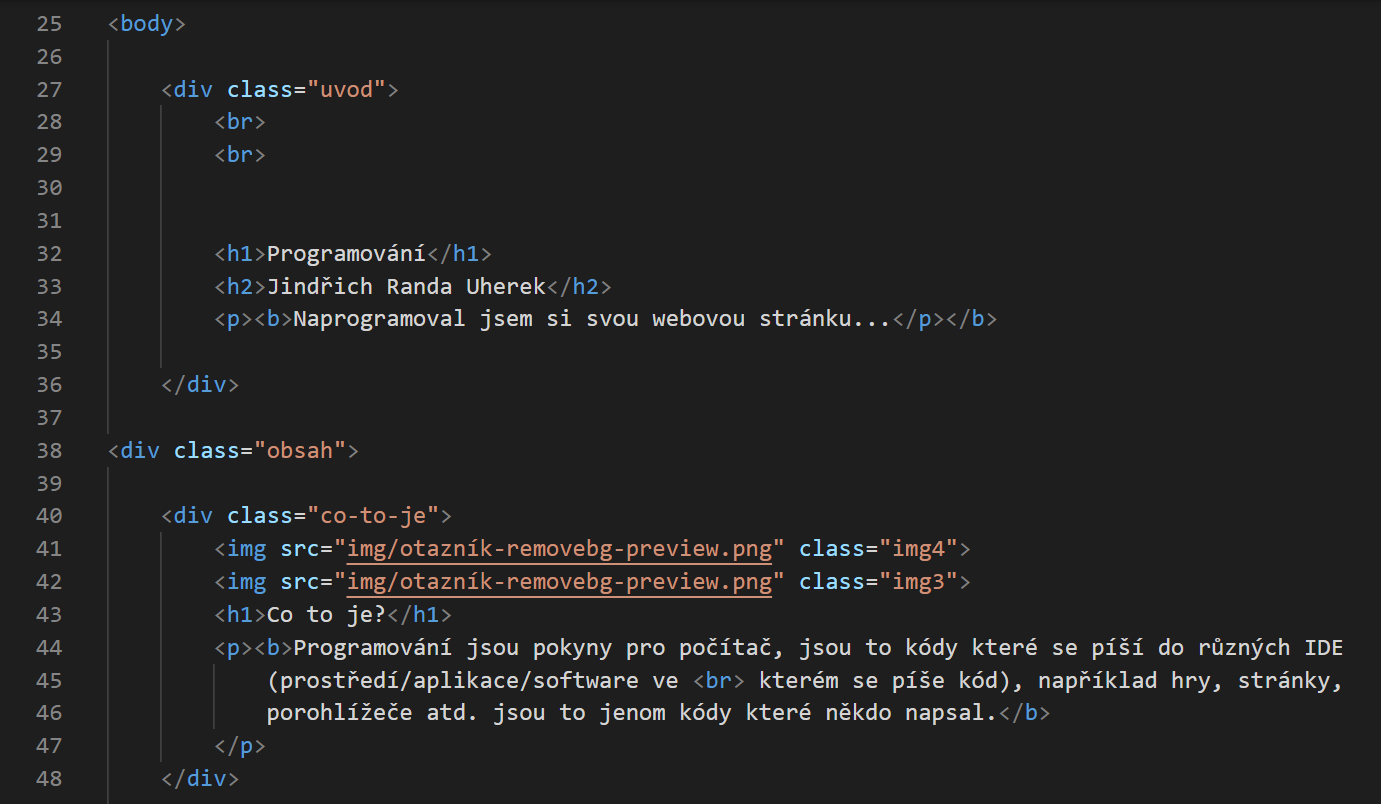 25 <body>
26
27 <div class="uvod">
28 <br>
29 <br>
30
31
32 <h1>Programování</h1>
33 <h2>Jindřich Randa Uherek</h2>
34 <p><b>Naprogramoval jsem si svou webovou stránku...</p></b>
35
36 </div>
37
38 <div class="obsah">
39
40 <div class="co-to-je">
41 <img src="img/otazník-removebg-preview.png" class="img4">
42 <img src="img/otazník-removebg-preview.png" class="img3">
43 <h1>Co to je?</h1>
44 <p><b>Programování jsou pokyny pro počítač, jsou to kódy které se píší do různých IDE
45 (prostředí/aplikace/software ve <br> kterém se píše kód), například hry, stránky,
46 porohlížeče atd. jsou to jenom kódy které někdo napsal.</b>
47 </p>
48 </div>